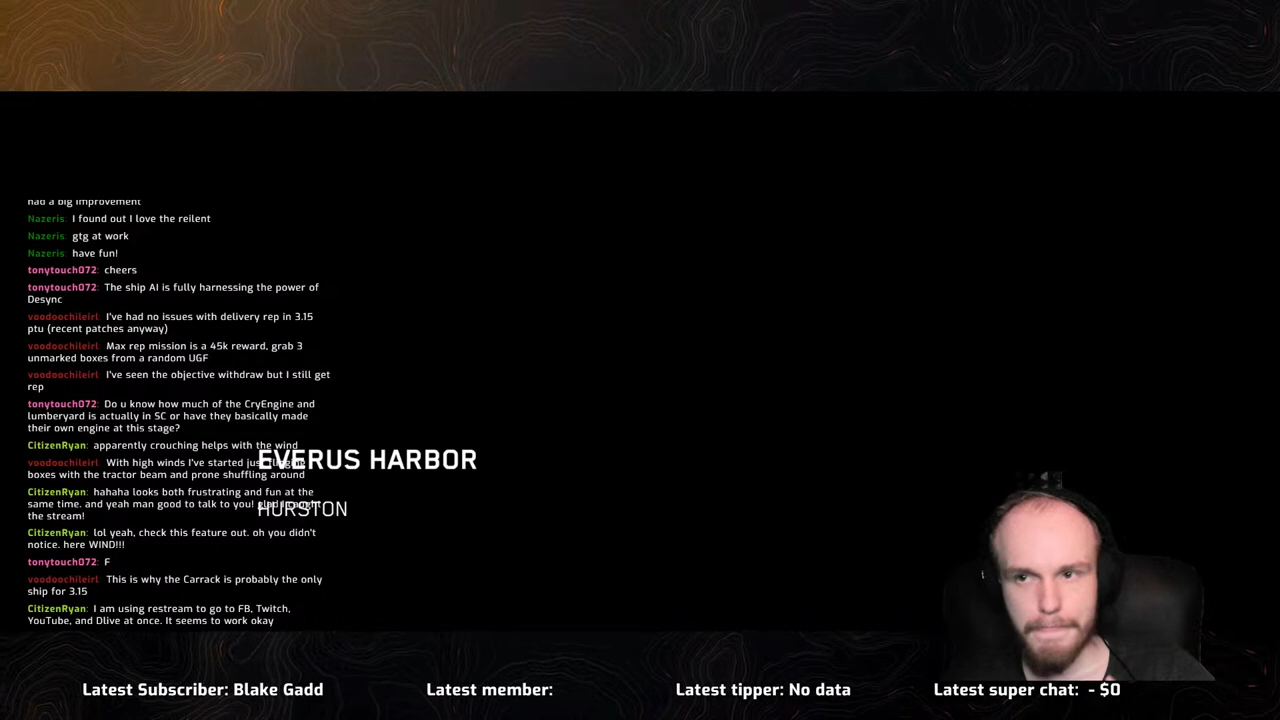 had a big improvement
Nazeris: I found out I love the reilent
Nazeris: gtg at work
Nazeris: have fun!
tonytouch072: cheers
tonytouch072: The ship AI is fully harnessing the power of
Desync
voodoochileirl: I've had no issues with delivery rep in 3.15
ptu (recent patches anyway)
voodoochileirl: Max rep mission is a 45k reward, grab 3
unmarked boxes from a random UGF
voodoochileirl: I've seen the objective withdraw but I still get
rep
tonytouch072: Do u know how much of the CryEngine and
lumberyard is actually in SC or have they basically made
their own engine at this stage?
CitizenRyan: apparently crouching helps with the wind
voodoochileirl: With high winds I've started
boxes with the tractor beam and prone shuffling around
EVERUS HARBOR
CitizenRyan: hahaha looks both frustrating and fun at the
same time. and yeah man good to talk to you!
the stream!
HURSTON
CitizenRyan: lol yeah, check this feature out. oh you didn't
notice. here WIND!!!
tonytouch072: F
voodoochileirl: This is why the Carrack is probably the only
ship for 3.15
CitizenRyan: I am using restream to go to FB, Twitch,
YouTube, and Dlive at once. It seems to work okay
Latest Subscriber: Blake Gadd
Latest member:
Latest tipper: No data
Latest super chat: - $0